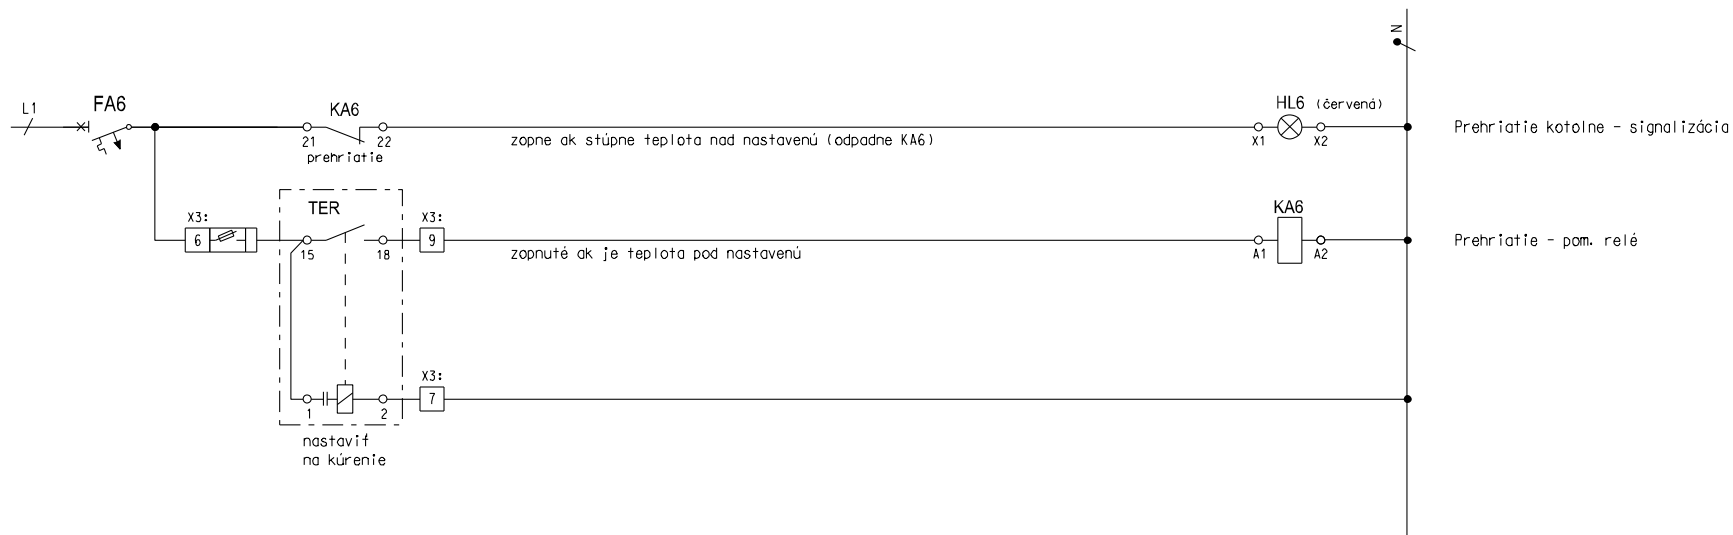 N
L1
FA6
KA6
HL6 (červená)
21
22
zopne ak stúpne teplota nad nastavenú (odpadne KA6)
X1
X2
Prehriatie kotolne - signalizácia
prehriatie
X3:
TER
X3:
KA6
6
9
15
18
zopnuté ak je teplota pod nastavenú
A1
A2
Prehriatie - pom. relé
X3:
7
1
2
nastaviť
na kúrenie